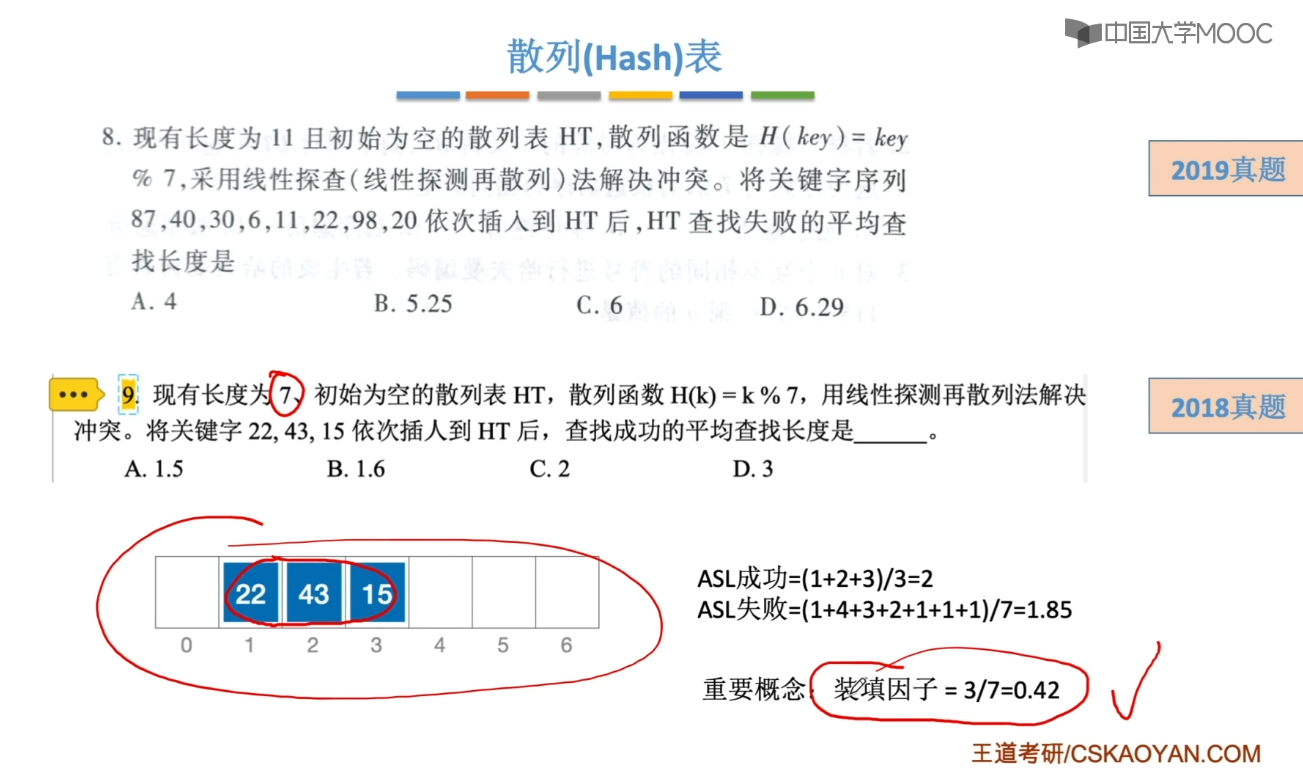 中国大学MOOC
散列(Hash)表
8. 现有长度为 11 且初始为空的散列表 HT,散列函数是 H(key)=key
% 7,采用线性探查(线性探测再散列)法解决冲突。将关键字序列
87,40,30,6,11,22,98,20 依次插入到 HT 后,HT 查找失败的平均查
找长度是
A. 4 B. 5.25 C. 6 D. 6.29
2019真题
9. 现有长度为 7、初始为空的散列表 HT，散列函数 H(k) = k % 7，用线性探测再散列法解决
冲突。将关键字 22, 43, 15 依次插人到 HT 后，查找成功的平均查找长度是______。
A. 1.5 B. 1.6 C. 2 D. 3
2018真题
22 43 15
0 1 2 3 4 5 6
ASL成功=(1+2+3)/3=2
ASL失败=(1+4+3+2+1+1+1)/7=1.85
重要概念：装填因子 = 3/7=0.42
王道考研/CSKAOYAN.COM